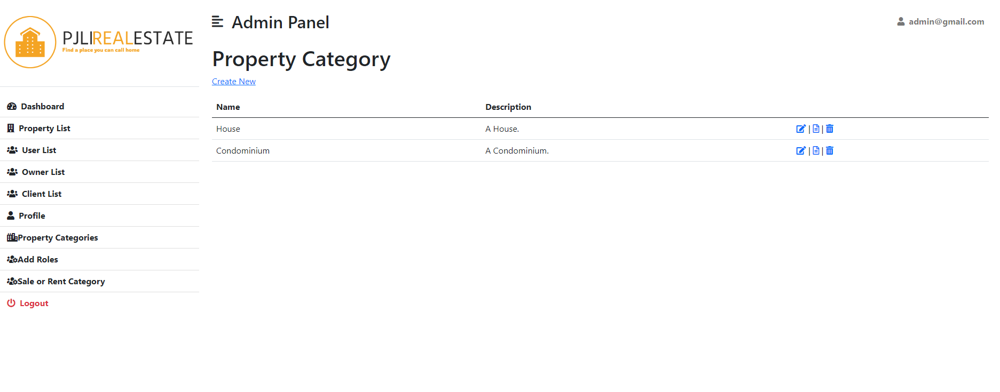 PJLIREALESTATE
Find a place you can call home
Dashboard
Property List
User List
Owner List
Client List
Profile
Property Categories
Add Roles
Sale or Rent Category
Logout
Admin Panel
admin@gmail.com
Property Category
Create New
Name Description
House A House. | |
Condominium A Condominium. | |